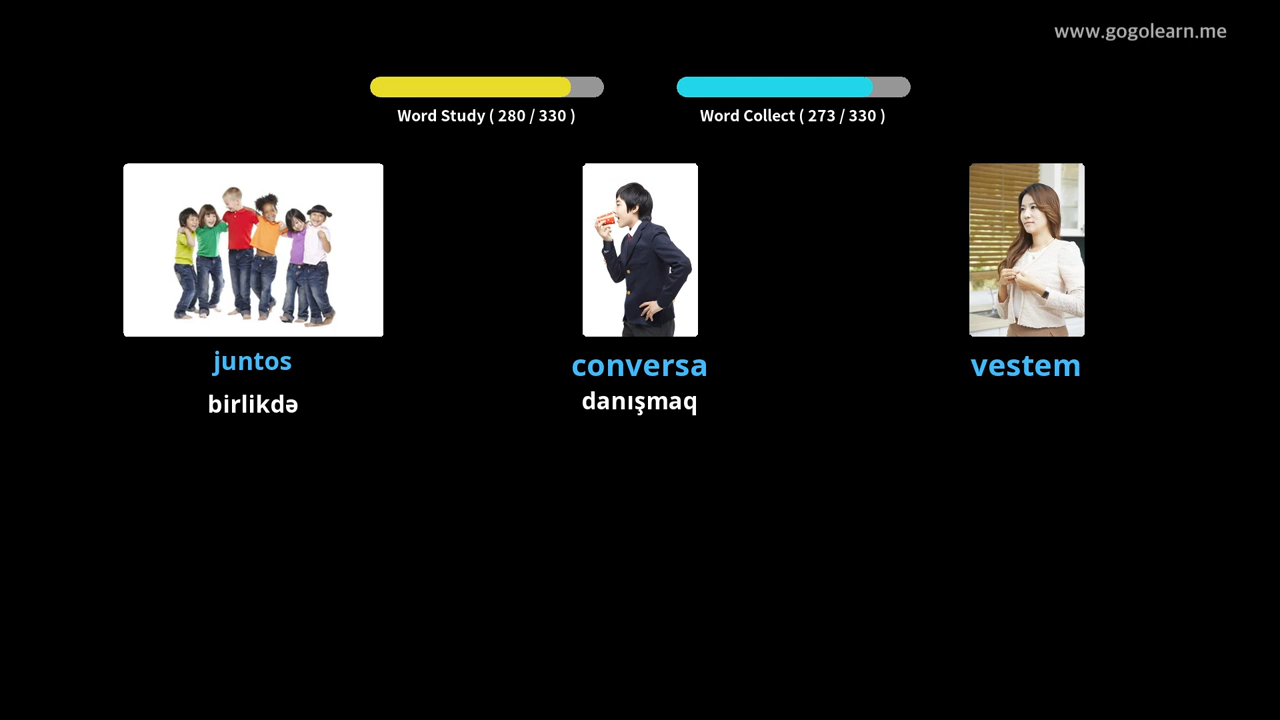 www.gogolearn.me
Word Study ( 280 / 330 )
Word Collect ( 273 / 330 )
juntos
birlikdə
conversa
danışmaq
vestem